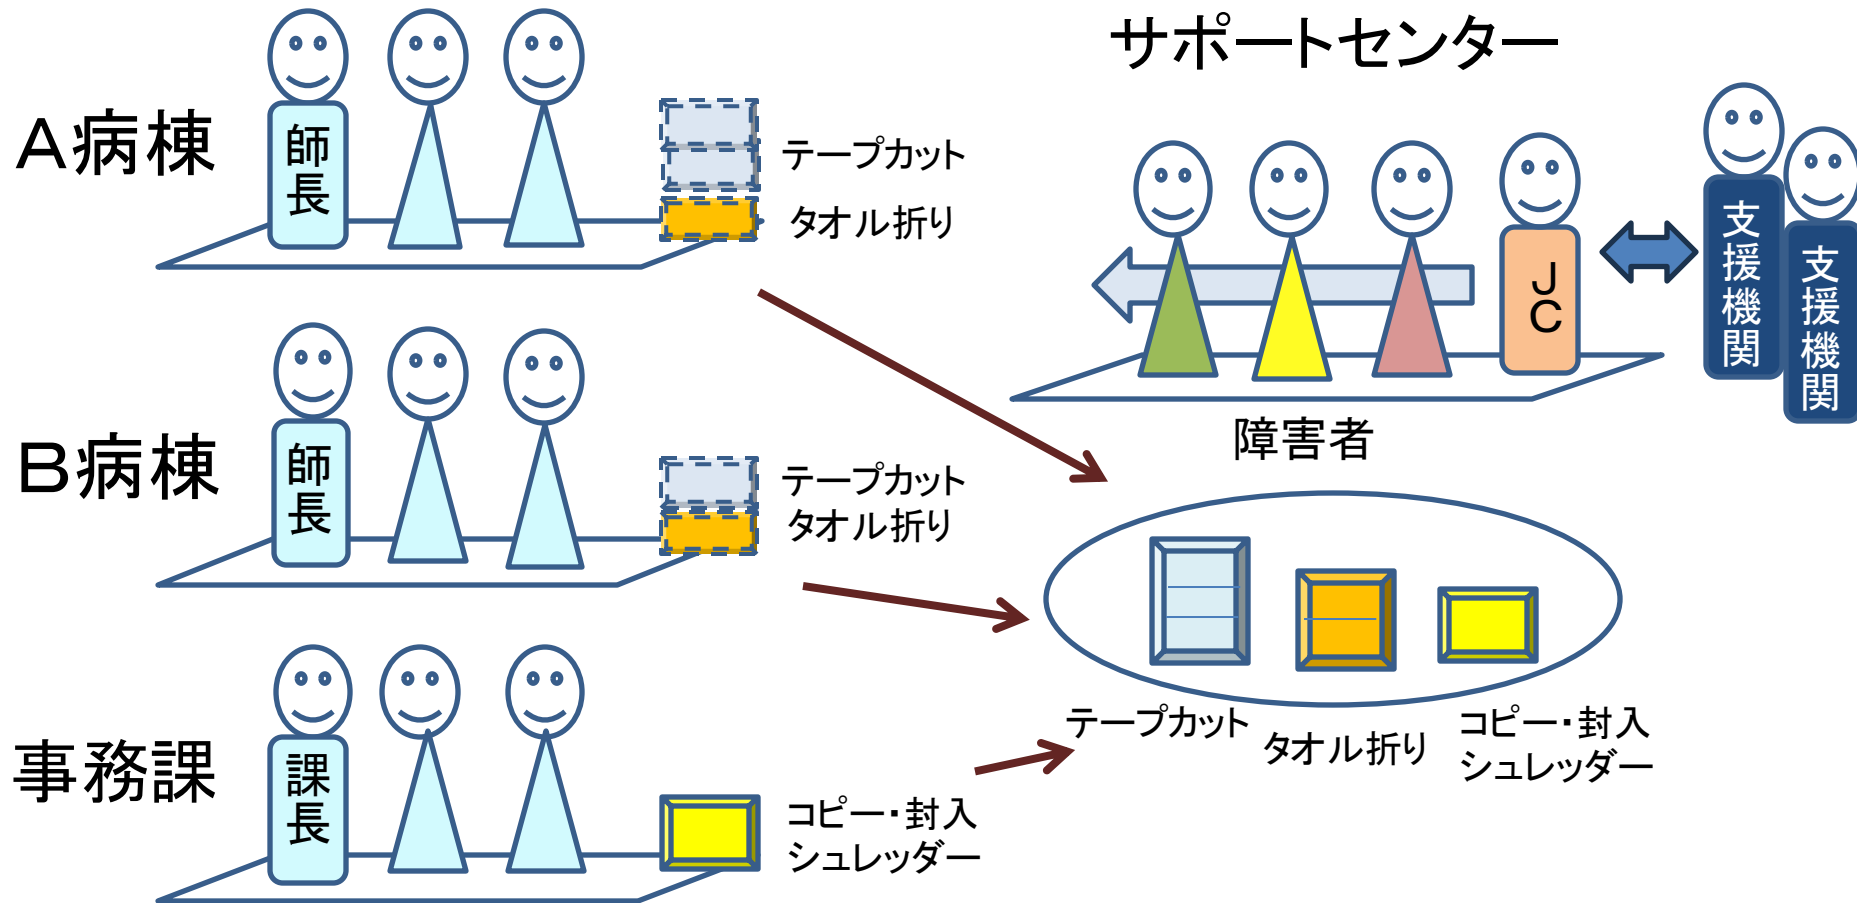 サポートセンター
Ａ病棟
師長
テープカット
タオル折り
ＪＣ
支援機関
支援機関
障害者
Ｂ病棟
師長
テープカット
タオル折り
テープカット
タオル折り
コピー・封入
シュレッダー
事務課
課長
コピー・封入
シュレッダー